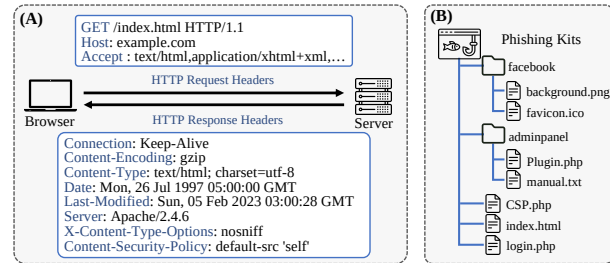 (A)
GET /index.html HTTP/1.1
Host: example.com
Accept : text/html,application/xhtml+xml,...
HTTP Request Headers
Browser
Server
HTTP Response Headers
Connection: Keep-Alive
Content-Encoding: gzip
Content-Type: text/html; charset=utf-8
Date: Mon, 26 Jul 1997 05:00:00 GMT
Last-Modified: Sun, 05 Feb 2023 03:00:28 GMT
Server: Apache/2.4.6
X-Content-Type-Options: nosniff
Content-Security-Policy: default-src 'self'
(B)
Phishing Kits
facebook
background.png
favicon.ico
adminpanel
Plugin.php
manual.txt
CSP.php
index.html
login.php